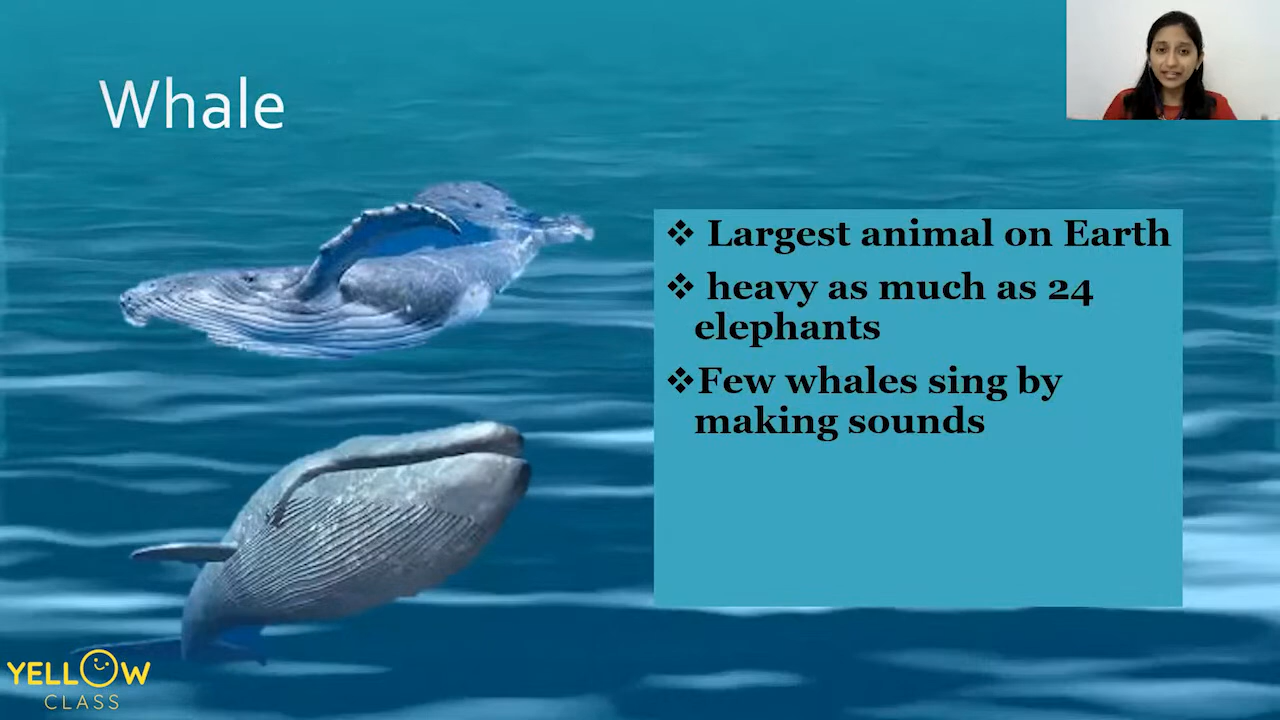 Whale
❖ Largest animal on Earth
❖ heavy as much as 24
elephants
❖Few whales sing by
making sounds
YELLOW
CLASS